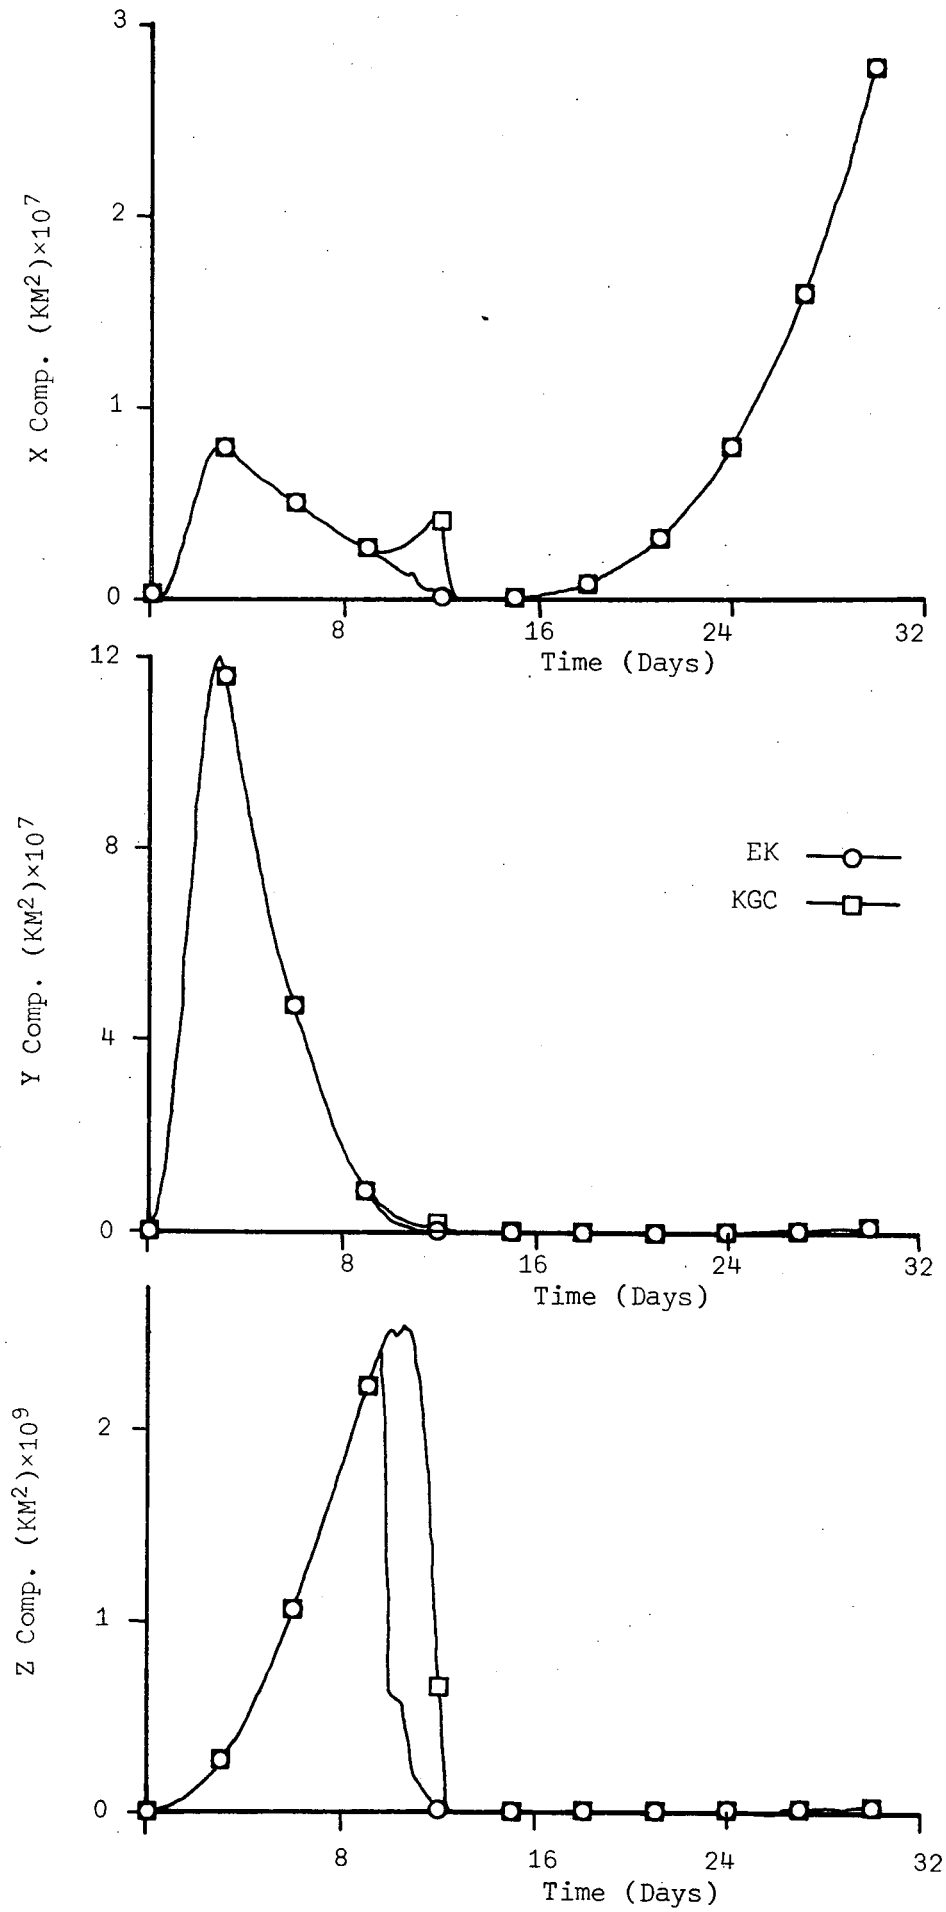 3
2
1
0
X Comp. (KM²)×10⁷
8
16
24
32
Time (Days)
12
8
4
0
Y Comp. (KM²)×10⁷
EK
KGC
8
16
24
32
Time (Days)
2
1
0
Z Comp. (KM²)×10⁹
8
16
24
32
Time (Days)